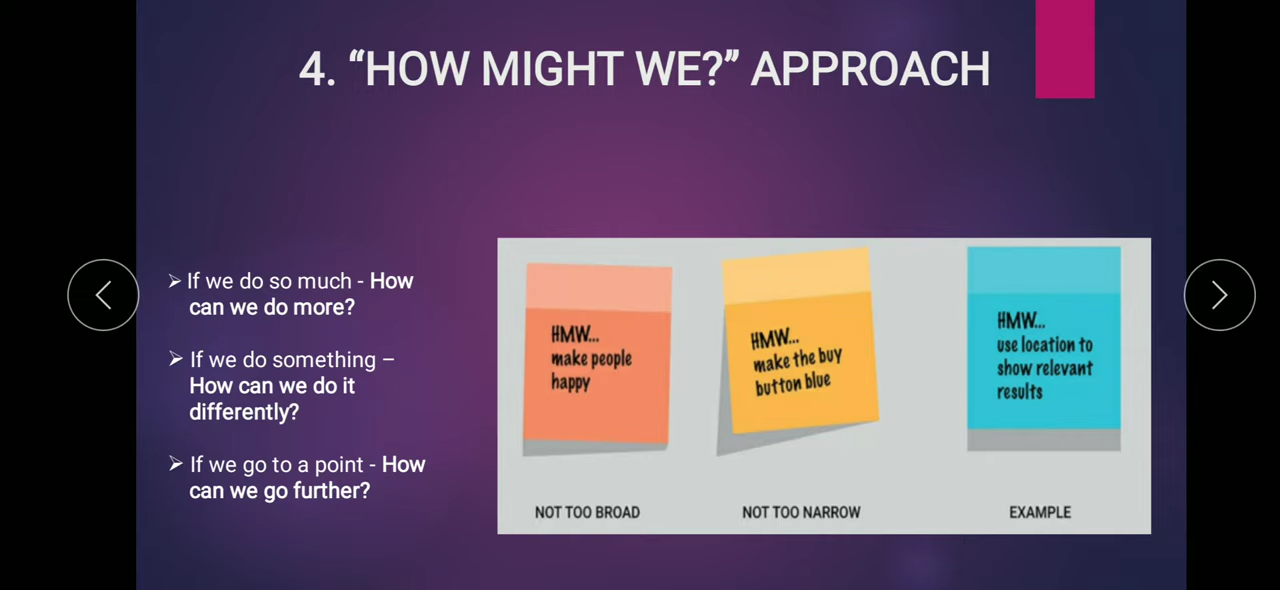 4. “HOW MIGHT WE?” APPROACH
➢ If we do so much - How
can we do more?
➢ If we do something –
How can we do it
differently?
➢ If we go to a point - How
can we go further?
HMW...
make people
happy
NOT TOO BROAD
HMW...
make the buy
button blue
NOT TOO NARROW
HMW...
use location to
show relevant
results
EXAMPLE